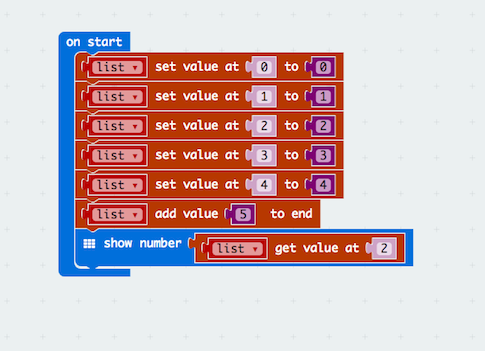 on start
list set value at 0 to 0
list set value at 1 to 1
list set value at 2 to 2
list set value at 3 to 3
list set value at 4 to 4
list add value 5 to end
show number list get value at 2